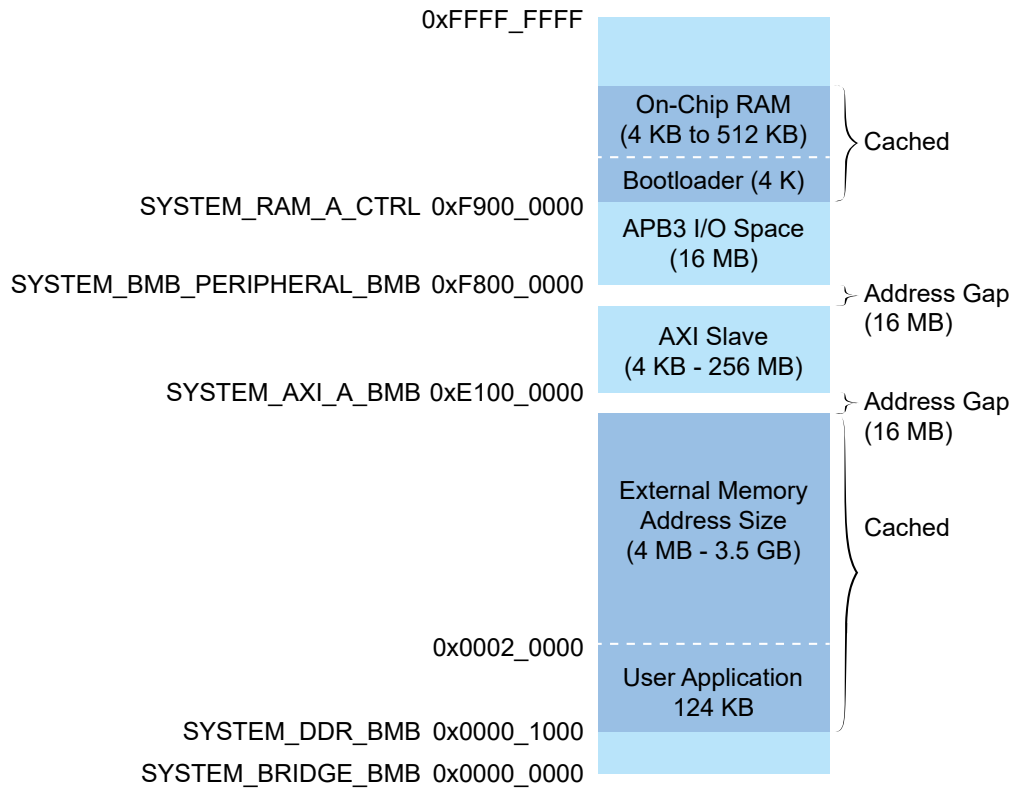 0xFFFF_FFFF
On-Chip RAM
(4 KB to 512 KB)
Cached
Bootloader (4 K)
SYSTEM_RAM_A_CTRL 0xF900_0000
APB3 I/O Space
(16 MB)
SYSTEM_BMB_PERIPHERAL_BMB 0xF800_0000
Address Gap
(16 MB)
AXI Slave
(4 KB - 256 MB)
SYSTEM_AXI_A_BMB 0xE100_0000
Address Gap
(16 MB)
External Memory
Address Size
(4 MB - 3.5 GB)
Cached
0x0002_0000
User Application
124 KB
SYSTEM_DDR_BMB 0x0000_1000
SYSTEM_BRIDGE_BMB 0x0000_0000